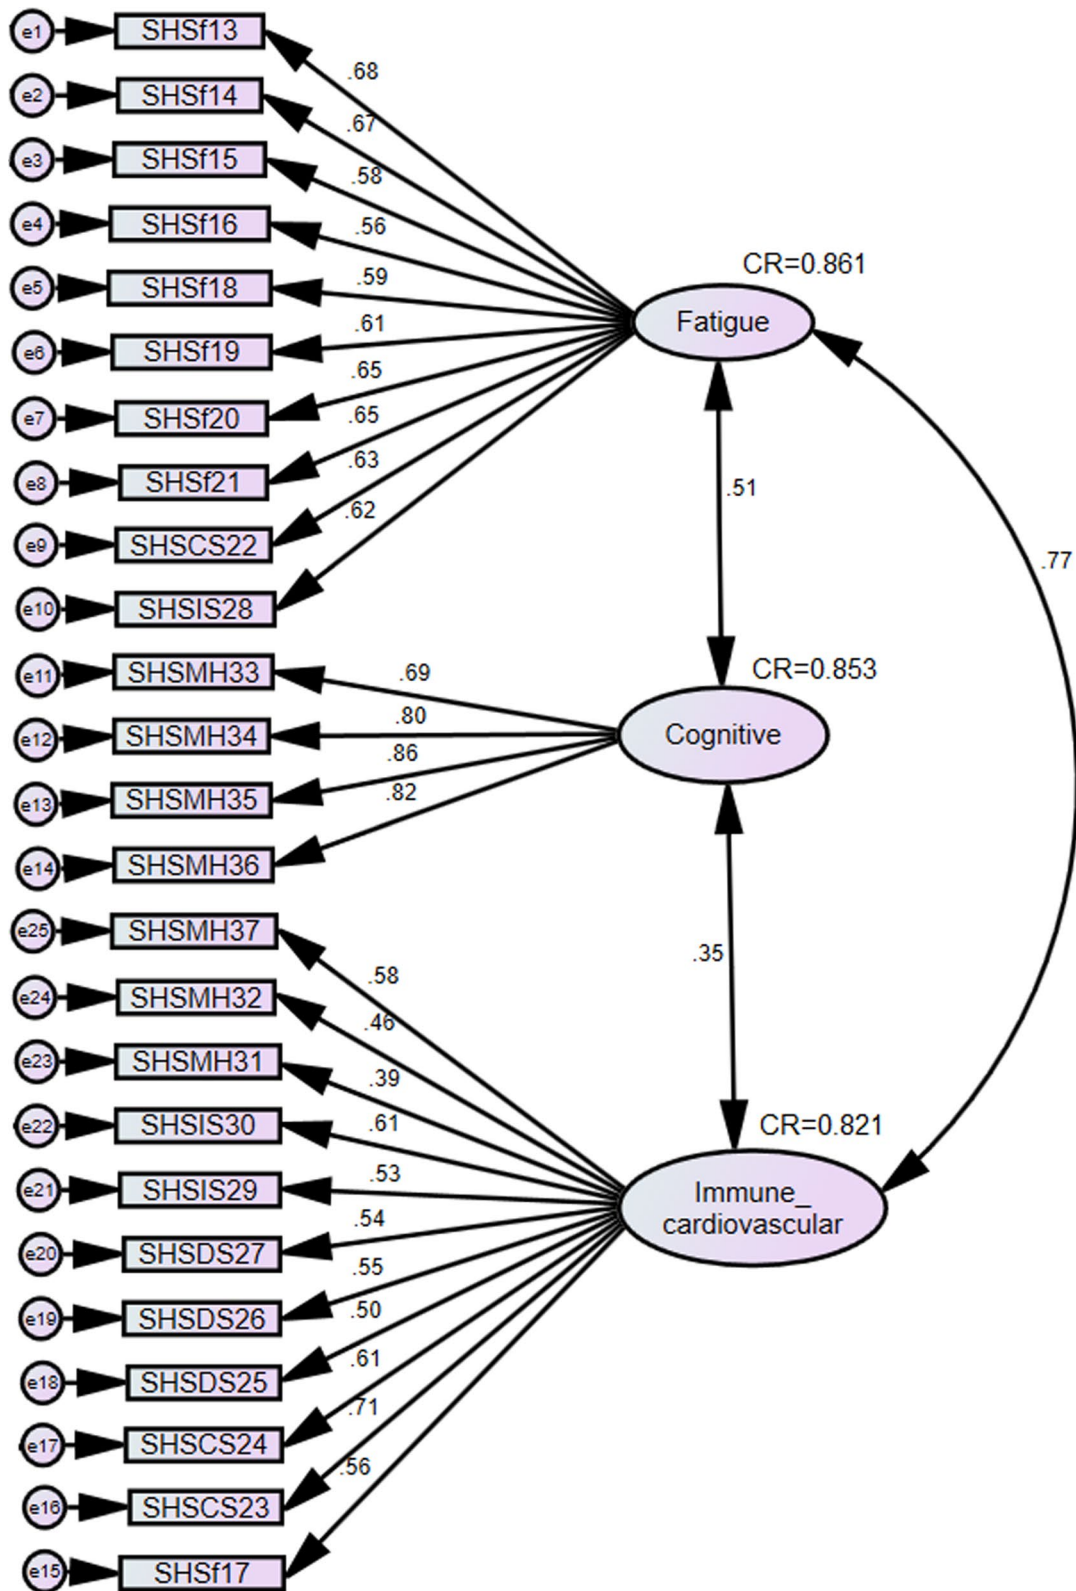 e1 SHSf13
.68
e2 SHSf14
.67
e3 SHSf15
.58
e4 SHSf16
.56
CR=0.861
e5 SHSf18
.59
Fatigue
e6 SHSf19
.61
.65
e7 SHSf20
.65
e8 SHSf21
.63
.51
.62
e9 SHSCS22
.77
e10 SHSIS28
e11 SHSMH33
.69
CR=0.853
.80
e12 SHSMH34
Cognitive
.86
.82
e13 SHSMH35
e14 SHSMH36
e25 SHSMH37
.35
.58
e24 SHSMH32
.46
e23 SHSMH31
.39
e22 SHSIS30
.61
CR=0.821
e21 SHSIS29
.53
Immune_
cardiovascular
.54
e20 SHSDS27
.55
.50
e19 SHSDS26
.61
e18 SHSDS25
.71
e17 SHSCS24
.56
e16 SHSCS23
e15 SHSf17